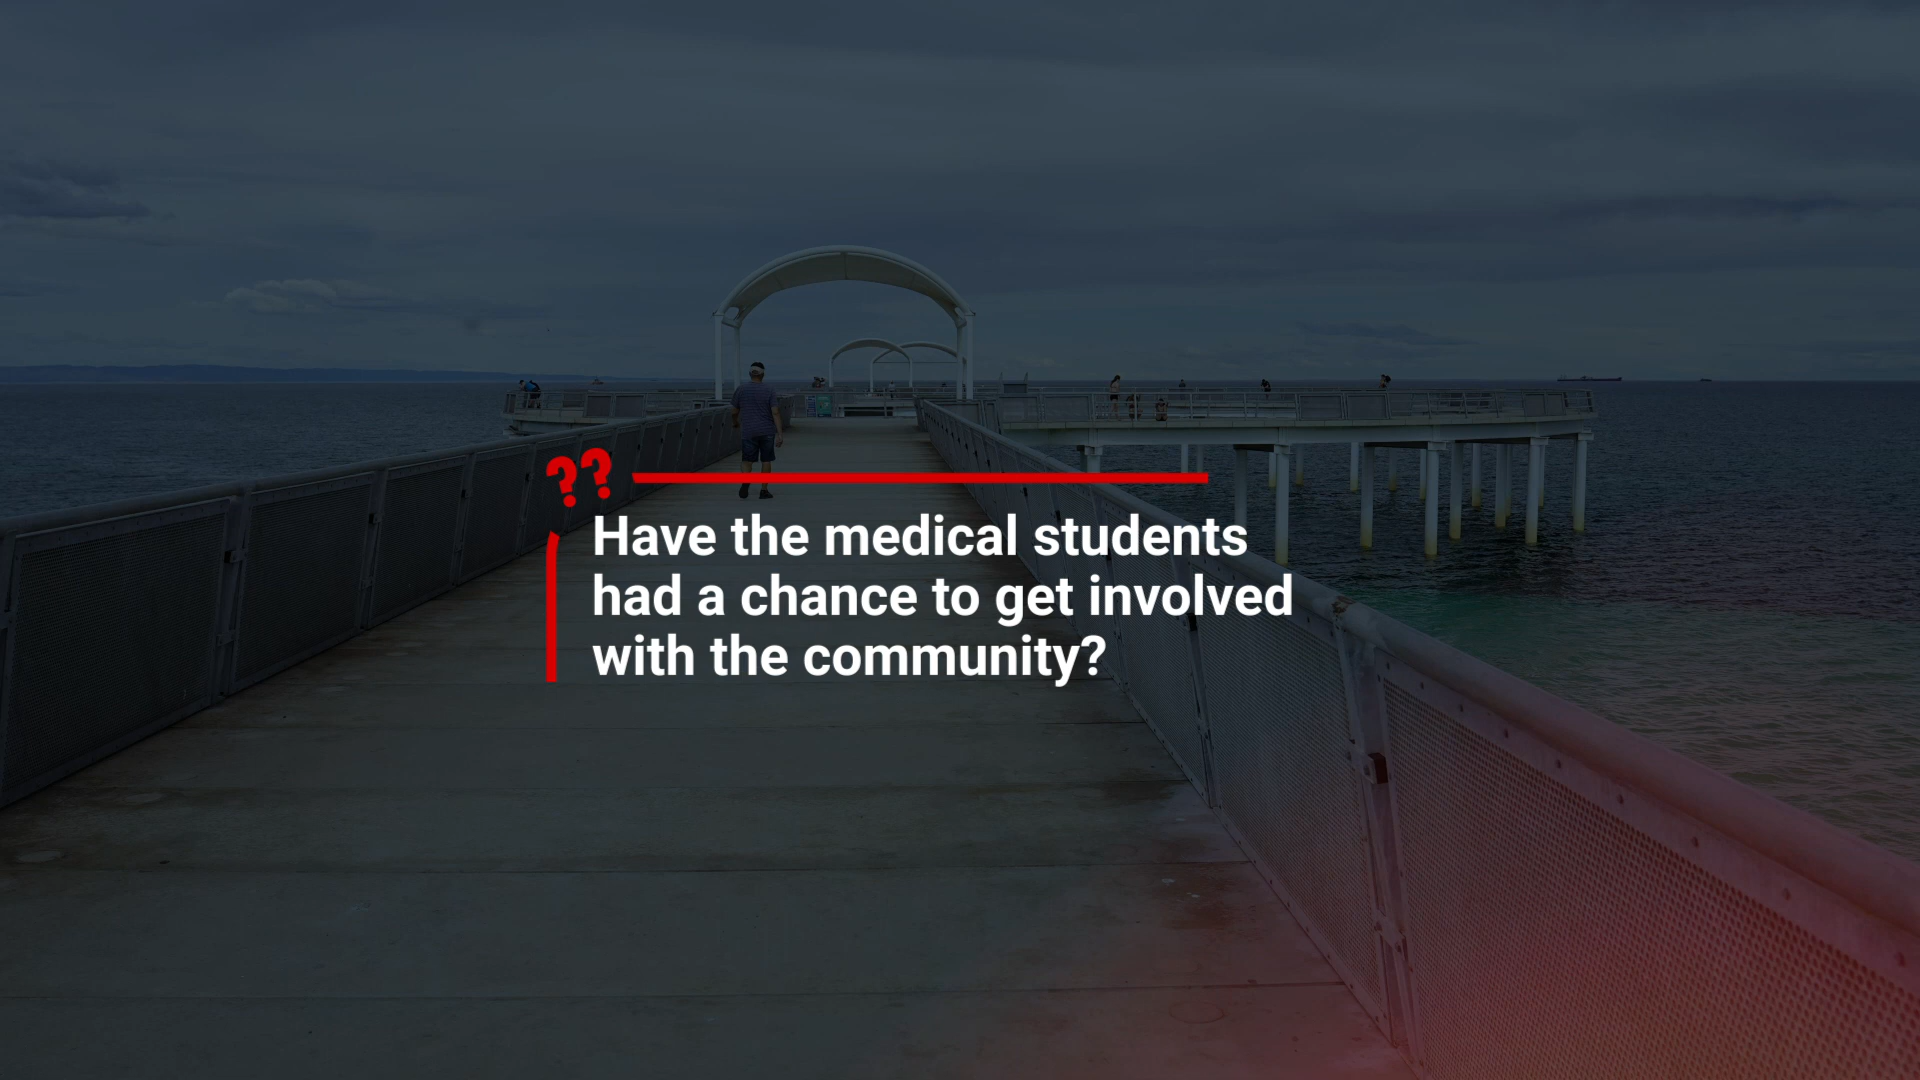 ??
Have the medical students
had a chance to get involved
with the community?